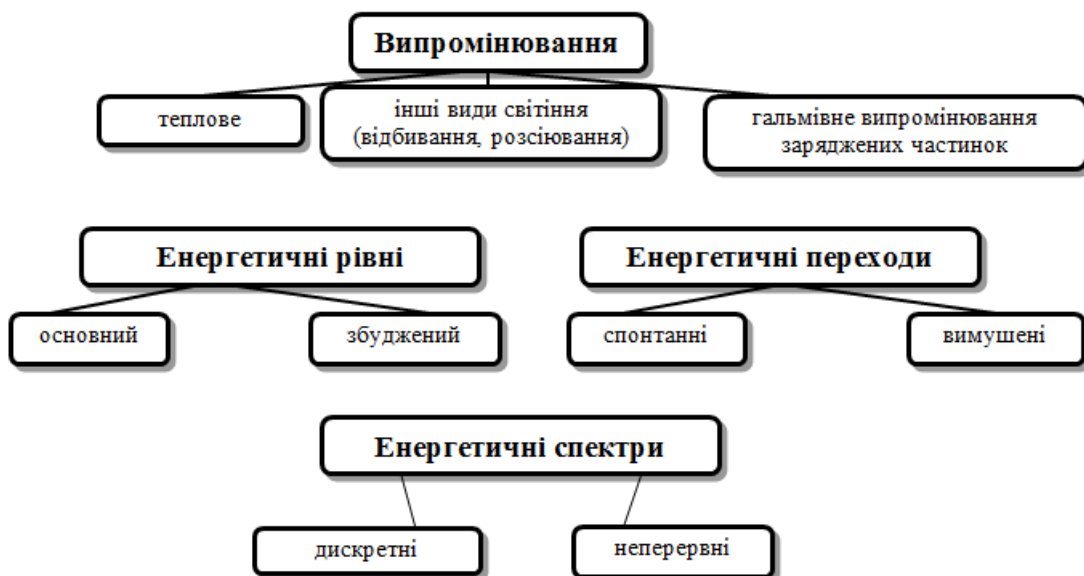 Випромінювання
теплове
інші види світіння
(відбивання, розсіювання)
гальмівне випромінювання
заряджених частинок
Енергетичні рівні
Енергетичні переходи
основний
збуджений
спонтанні
вимушені
Енергетичні спектри
дискретні
неперервні